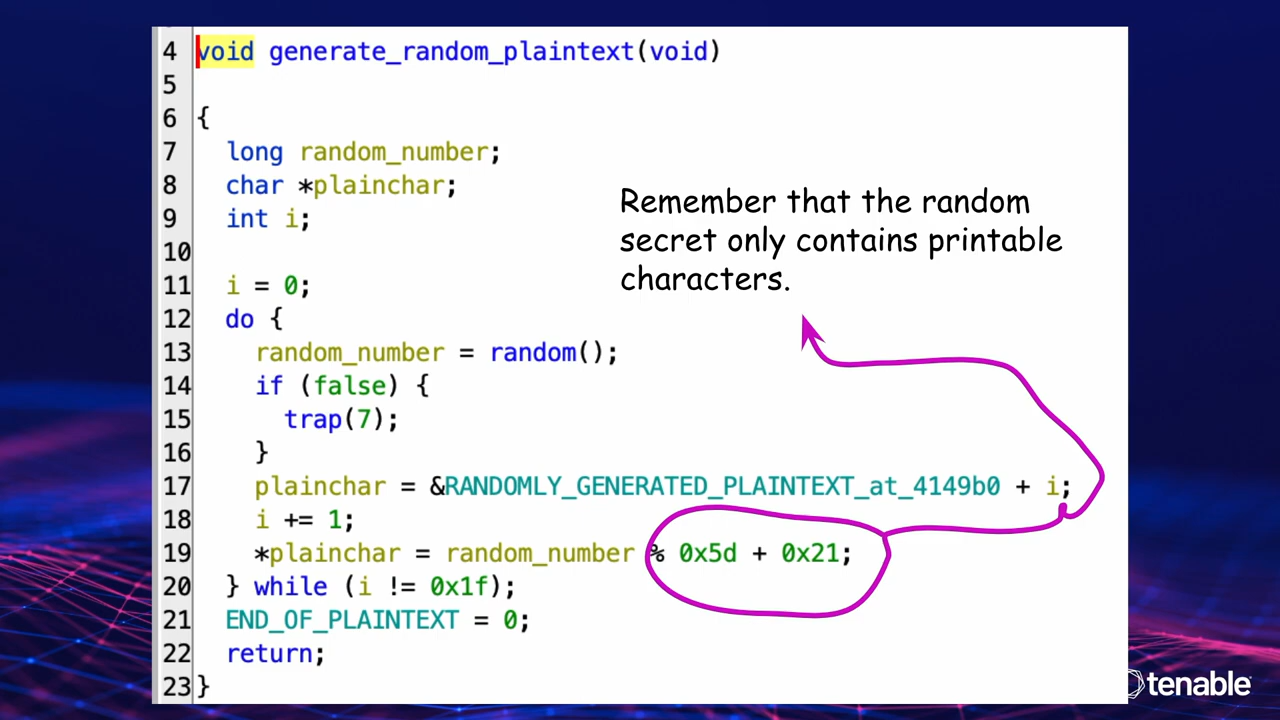 4 void generate_random_plaintext(void)
5
6 {
7 long random_number;
8 char *plainchar;
9 int i;
10
11 i = 0;
12 do {
13 random_number = random();
14 if (false) {
15 trap(7);
16 }
17 plainchar = &RANDOMLY_GENERATED_PLAINTEXT_at_4149b0 + i;
18 i += 1;
19 *plainchar = random_number % 0x5d + 0x21;
20 } while (i != 0x1f);
21 END_OF_PLAINTEXT = 0;
22 return;
23 }
Remember that the random
secret only contains printable
characters.
tenable